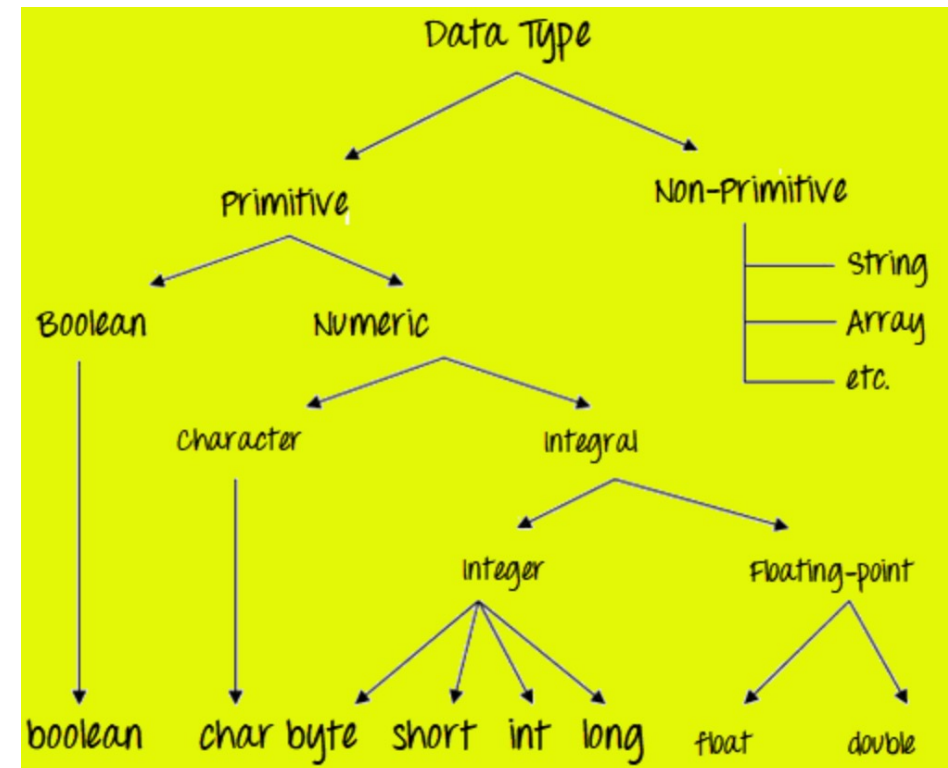 Data Type
Primitive
Non-Primitive
String
Array
etc.
Boolean
Numeric
Character
Integral
Integer
Floating-point
boolean
char byte short int long
float
double